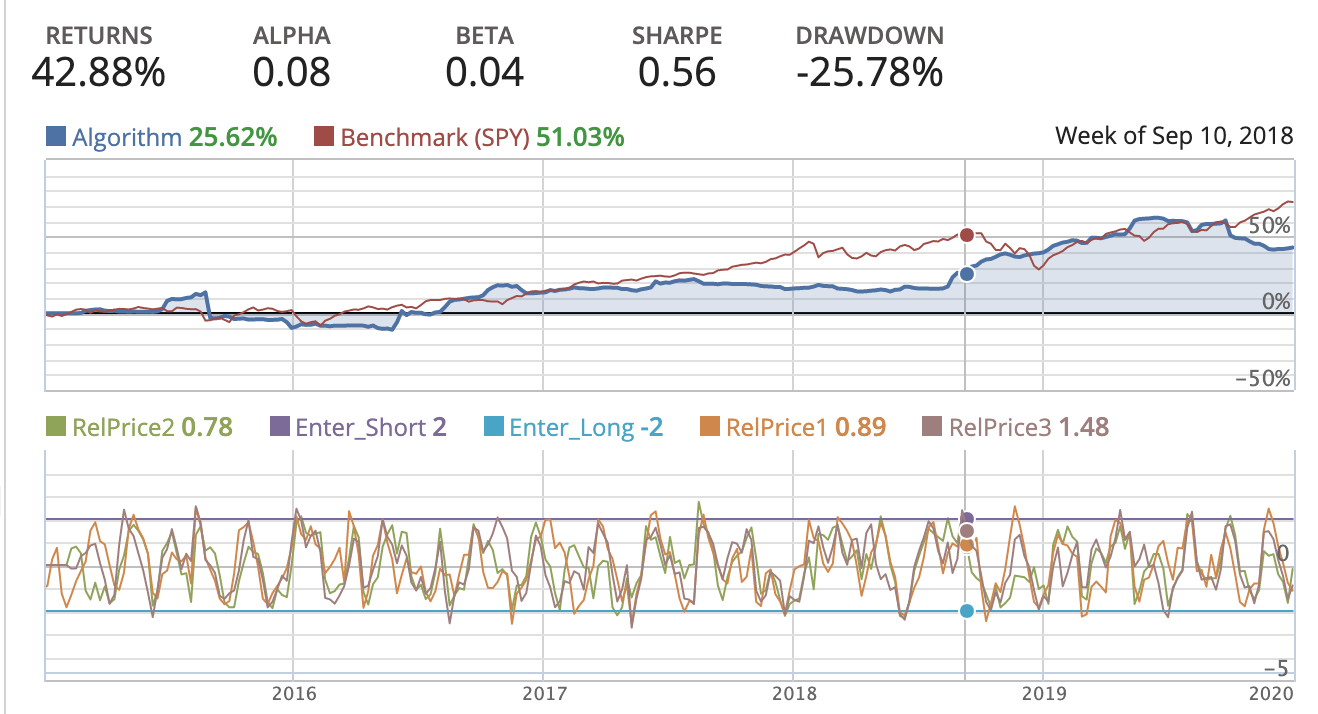 RETURNS ALPHA BETA SHARPE DRAWDOWN
42.88% 0.08 0.04 0.56 -25.78%
Algorithm 25.62% Benchmark (SPY) 51.03% Week of Sep 10, 2018
50%
0%
−50%
RelPrice2 0.78 Enter_Short 2 Enter_Long -2 RelPrice1 0.89 RelPrice3 1.48
0
−5
2016 2017 2018 2019 2020